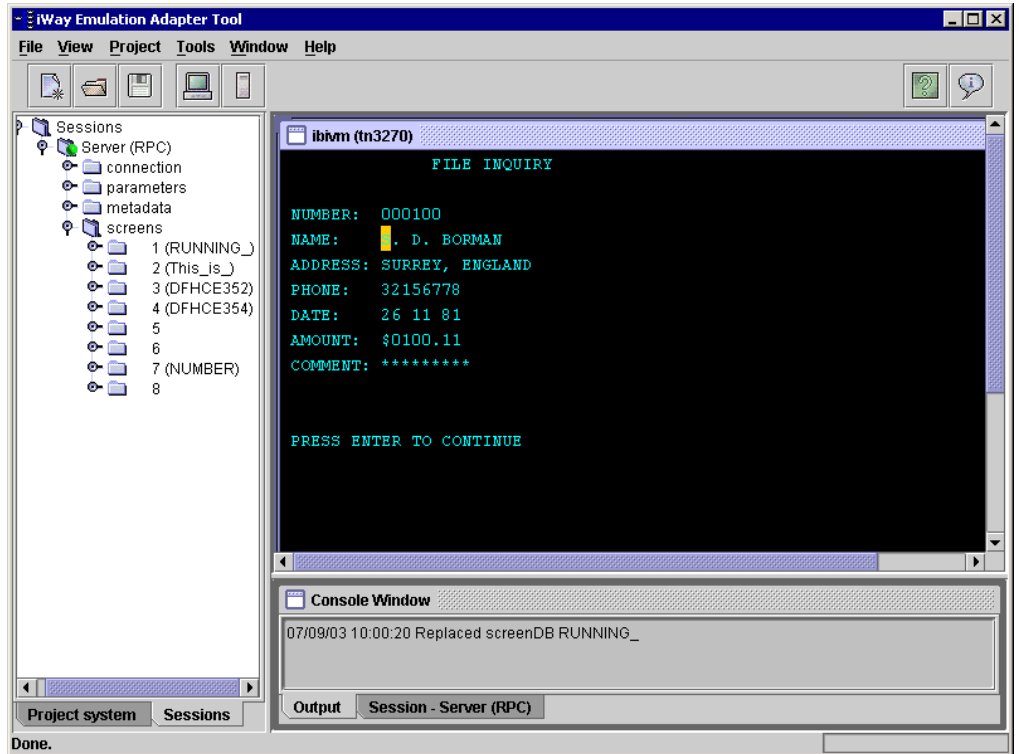 iWay Emulation Adapter Tool
File View Project Tools Window Help
Sessions
Server (RPC)
connection
parameters
metadata
screens
1 (RUNNING_)
2 (This_is_)
3 (DFHCE352)
4 (DFHCE354)
5
6
7 (NUMBER)
8
Project system Sessions
ibivm (tn3270)
FILE INQUIRY
NUMBER: 000100
NAME: . D. BORMAN
ADDRESS: SURREY, ENGLAND
PHONE: 32156778
DATE: 26 11 81
AMOUNT: $0100.11
COMMENT: *********
PRESS ENTER TO CONTINUE
Console Window
07/09/03 10:00:20 Replaced screenDB RUNNING_
Output Session - Server (RPC)
Done.